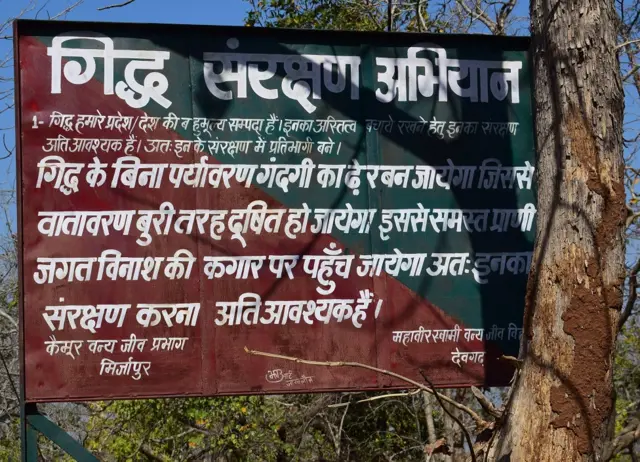 गिद्ध संरक्षण अभियान
1- गिद्ध हमारे प्रदेश/देश की बहुमूल्य सम्पदा हैं। इनका अस्तित्व बनाये रखने हेतु इनका संरक्षण
अति आवश्यक हैं। अतः इन के संरक्षण में प्रतिभागी बनें।
गिद्ध के बिना पर्यावरण गंदगी का ढ़ेर बन जायेगा जिससे
वातावरण बुरी तरह दूषित हो जायेगा इससे समस्त प्राणी
जगत विनाश की कगार पर पहुँच जायेगा अतः इनका
संरक्षण करना अति आवश्यक हैं।
कैमूर वन्य जीव प्रभाग
मिर्जापुर
महावीर स्वामी वन्य जीव
देवगढ़